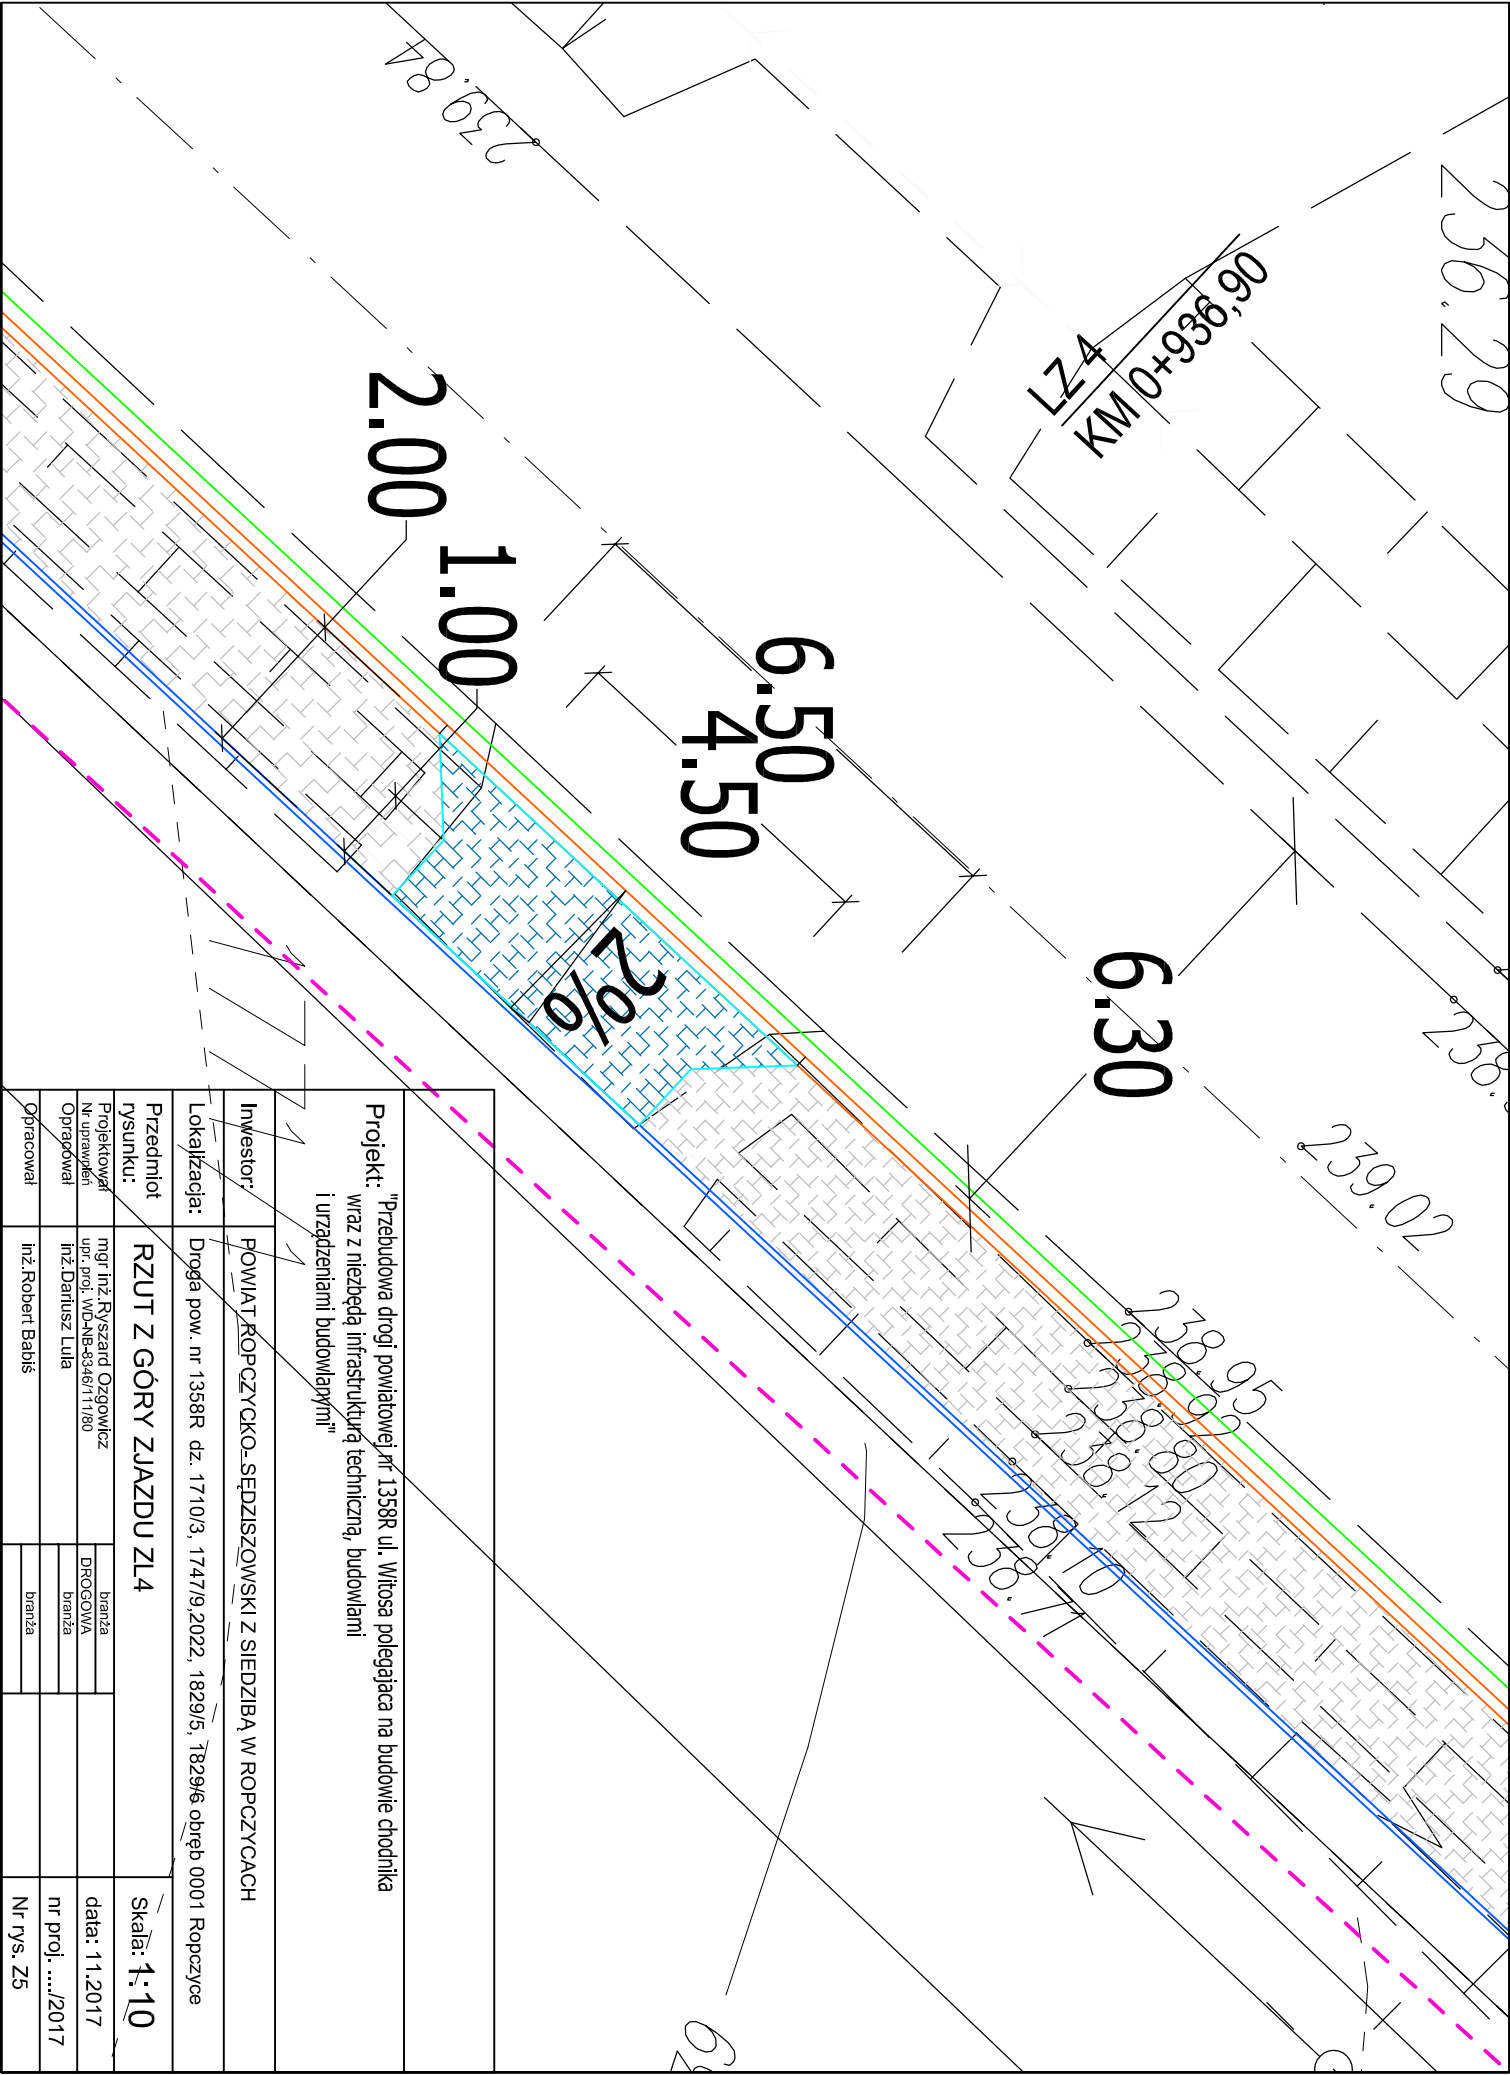 236.29
239.84
LZ 4
KM 0+936,90
2.00
1.00
6.50
4.50
6.30
2%
239.02
238.95
238.92
238.80
238.12
238.10
238.11
Projekt: "Przebudowa drogi powiatowej nr 1358R ul. Witosa polegajaca na budowie chodnika
wraz z niezbędą infrastrukturą techniczną, budowlami
i urządzeniami budowlanymi"
Inwestor: POWIAT ROPCZYCKO- SĘDZISZOWSKI Z SIEDZIBĄ W ROPCZYCACH
Lokalizacja: Droga pow. nr 1358R dz. 1710/3, 1747/9,2022, 1829/5, 1829/6 obręb 0001 Ropczyce
Przedmiot rysunku: RZUT Z GÓRY ZJAZDU ZL4 Skala: 1:10
Projektował mgr inż.Ryszard Ozgowicz branża
Nr uprawnień upr. proj. WD-NB-8346/111/80 DROGOWA data: 11.2017
Opracował inż.Dariusz Lula branża nr proj. ..../2017
Opracował inż.Robert Babiś branża Nr rys. Z5